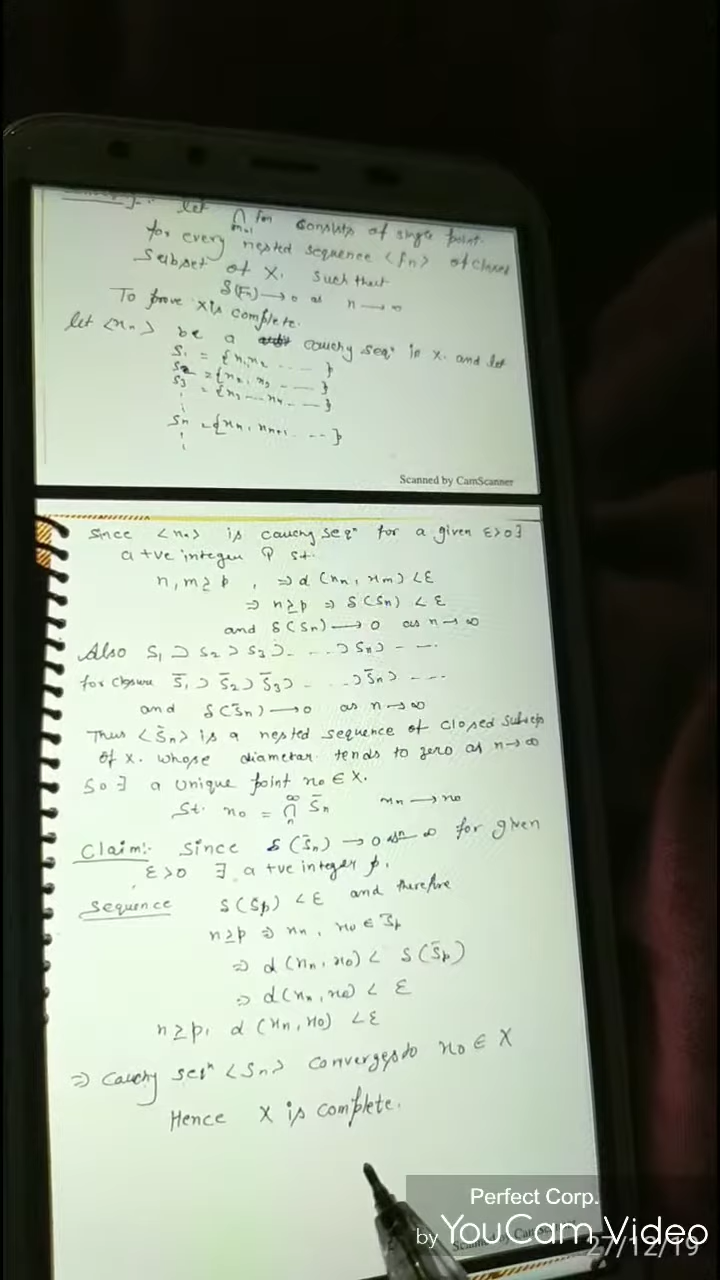 let ∩ Fn consists of single point.
n=1
for every nested sequence <Fn> of closed
Subset of X. Such that
δ(Fn) → 0 as n → ∞
To prove X is complete.
let <xn> be a cauchy seqⁿ in X. and let
S1 = {x1, x2 ..... }
S2 = {x2, x3 ..... }
S3 = {x3 ... x4 .... }
Sn = {xn, xn+1 .... }
Scanned by CamScanner
Since <xn> is cauchy seqⁿ for a given ε>0 ∃
a +ve integer P st.
n, m ≥ p, ⇒ d (xn, xm) < ε
⇒ n ≥ p ⇒ δ (Sn) < ε
and δ (Sn) → 0 as n → ∞
Also S1 ⊃ S2 ⊃ S3 ⊃ . ... ⊃ Sn ⊃ - ...
for closure S̄1 ⊃ S̄2 ⊃ S̄3 ⊃ - ... ⊃ S̄n ⊃ - ...
and δ (S̄n) → 0 as n → ∞
Thus <S̄n> is a nested sequence of closed subsets
of X. whose diameter tends to zero as n → ∞
So ∃ a unique point x0 ∈ X.
St. x0 = ∩ S̄n xn → x0
Claim:- Since δ (S̄n) → 0 as ∞ for given
ε > 0 ∃ a +ve integer p.
Sequence δ (Sp) < ε and therefore
n ≥ p ⇒ xn, x0 ∈ S̄p
⇒ d (xn, x0) < δ (S̄p)
⇒ d (xn, x0) < ε
n ≥ p, d (xn, x0) < ε
⇒ Cauchy seqⁿ <Sn> converges to x0 ∈ X
Hence X is complete.
Perfect Corp.
by YouCam Video
27/12/19